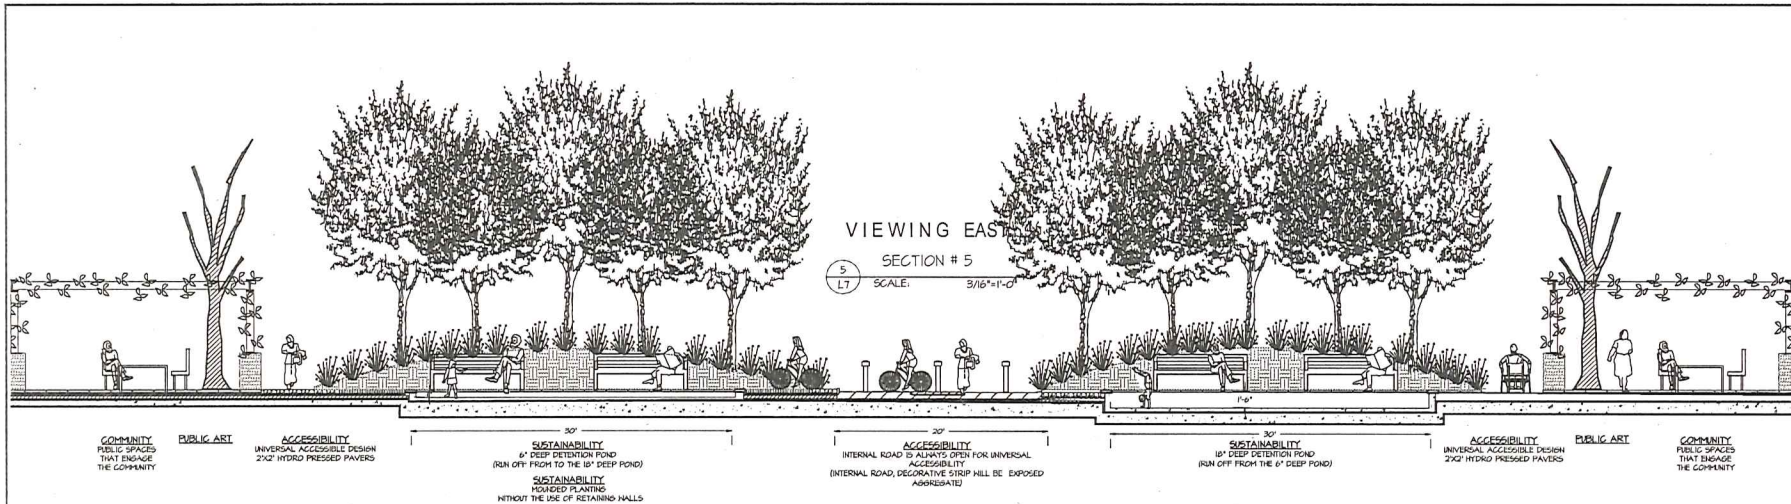 VIEWING EAST
SECTION # 5
5
L7
SCALE: 3/16"=1'-0"
1'-6"
30'
20'
30'
COMMUNITY
PUBLIC SPACES
THAT ENGAGE
THE COMMUNITY
PUBLIC ART
ACCESSIBILITY
UNIVERSAL ACCESSIBLE DESIGN
2'X2' HYDRO PRESSED PAVERS
SUSTAINABILITY
6" DEEP DETENTION POND
(RUN OFF FROM TO THE 18" DEEP POND)
SUSTAINABILITY
MOUNDED PLANTING
WITHOUT THE USE OF RETAINING WALLS
ACCESSIBILITY
INTERNAL ROAD IS ALWAYS OPEN FOR UNIVERSAL
ACCESSIBILITY
(INTERNAL ROAD, DECORATIVE STRIP WILL BE EXPOSED
AGGREGATE)
SUSTAINABILITY
18" DEEP DETENTION POND
(RUN OFF FROM THE 6" DEEP POND)
ACCESSIBILITY
UNIVERSAL ACCESSIBLE DESIGN
2'X2' HYDRO PRESSED PAVERS
PUBLIC ART
COMMUNITY
PUBLIC SPACES
THAT ENGAGE
THE COMMUNITY